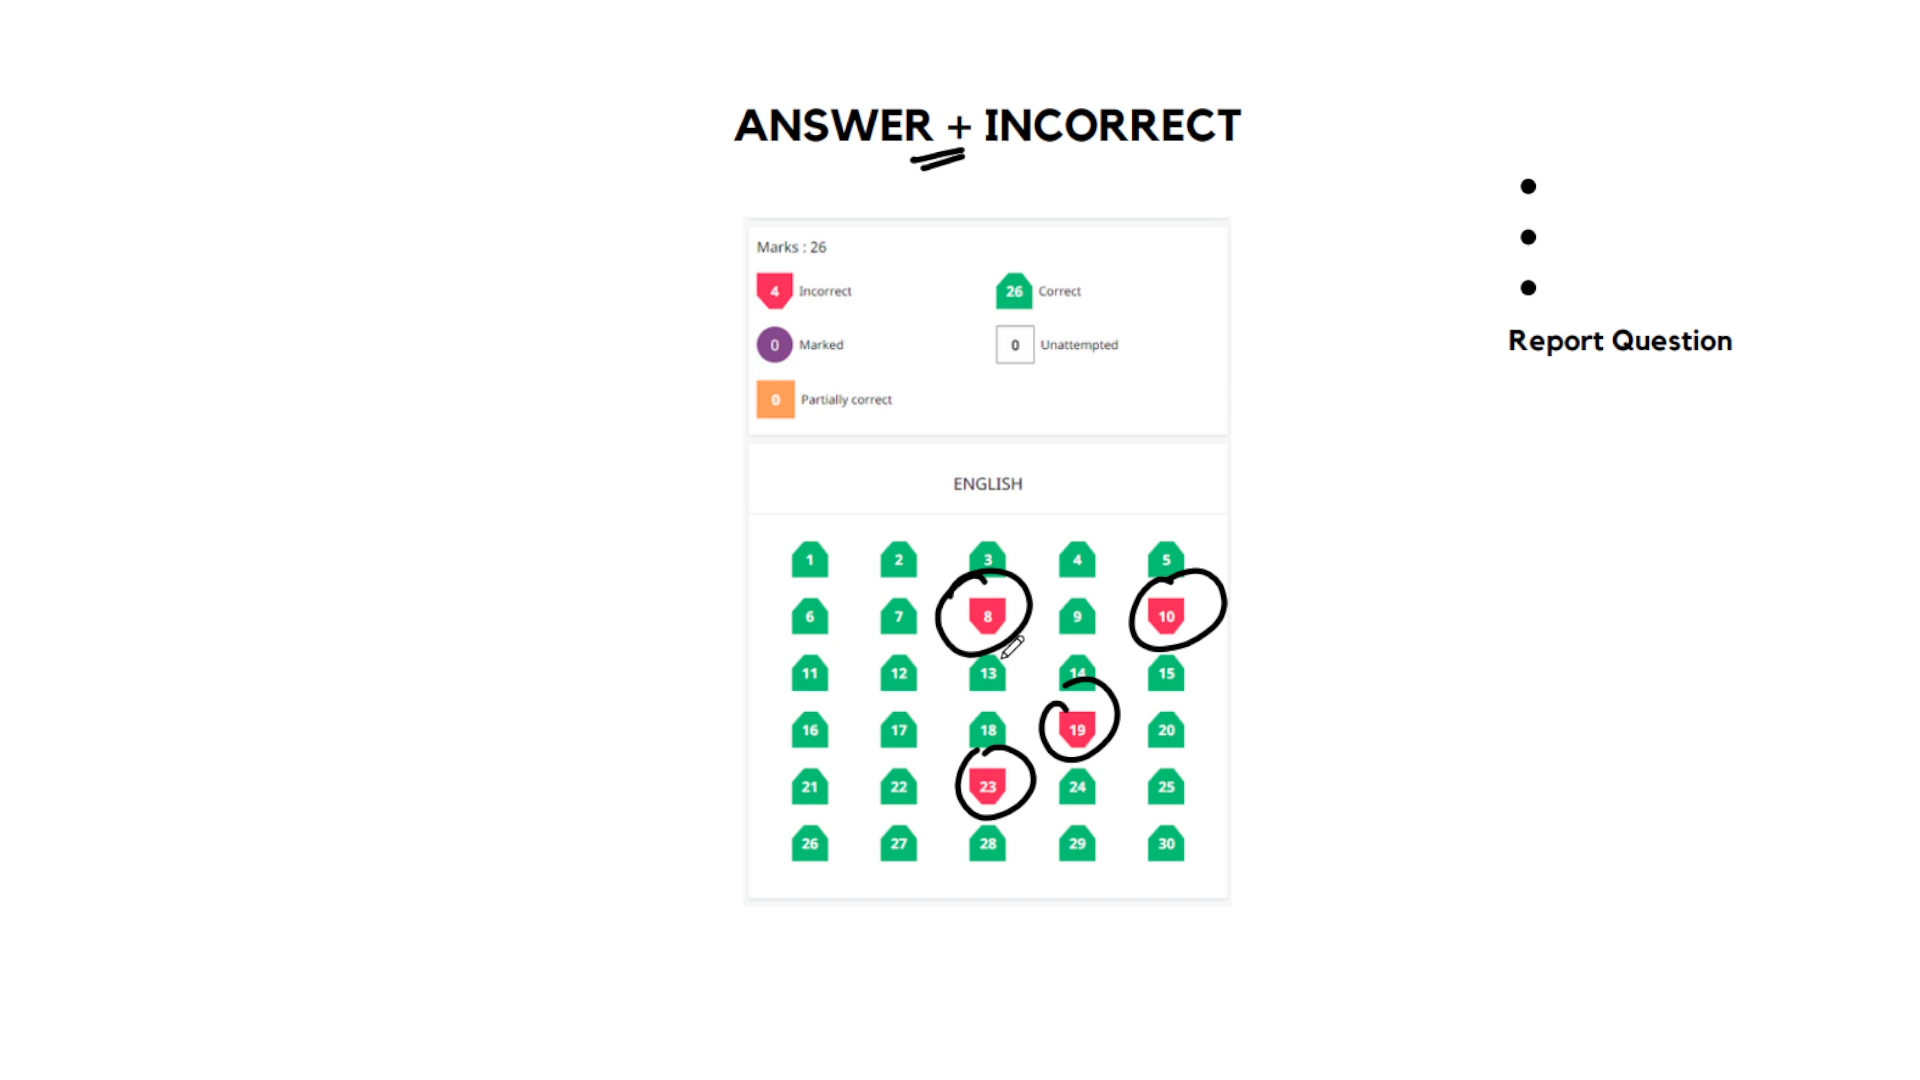 ANSWER + INCORRECT
Marks : 26
4 Incorrect
26 Correct
0 Marked
0 Unattempted
0 Partially correct
Report Question
ENGLISH
1 2 3 4 5
6 7 8 9 10
11 12 13 14 15
16 17 18 19 20
21 22 23 24 25
26 27 28 29 30